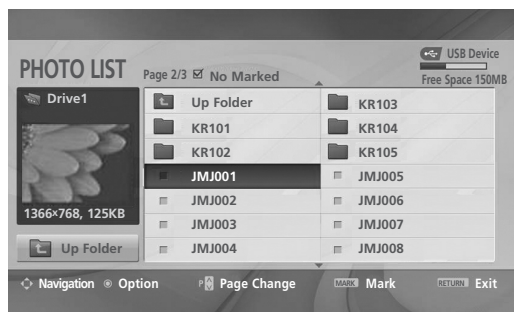 USB Device
PHOTO LIST
Page 2/3 No Marked
Free Space 150MB
Drive1
Up Folder
KR101
KR102
JMJ001
JMJ002
JMJ003
JMJ004
KR103
KR104
KR105
JMJ005
JMJ006
JMJ007
JMJ008
1366×768, 125KB
Up Folder
Navigation Option P Page Change MARK Mark RETURN Exit